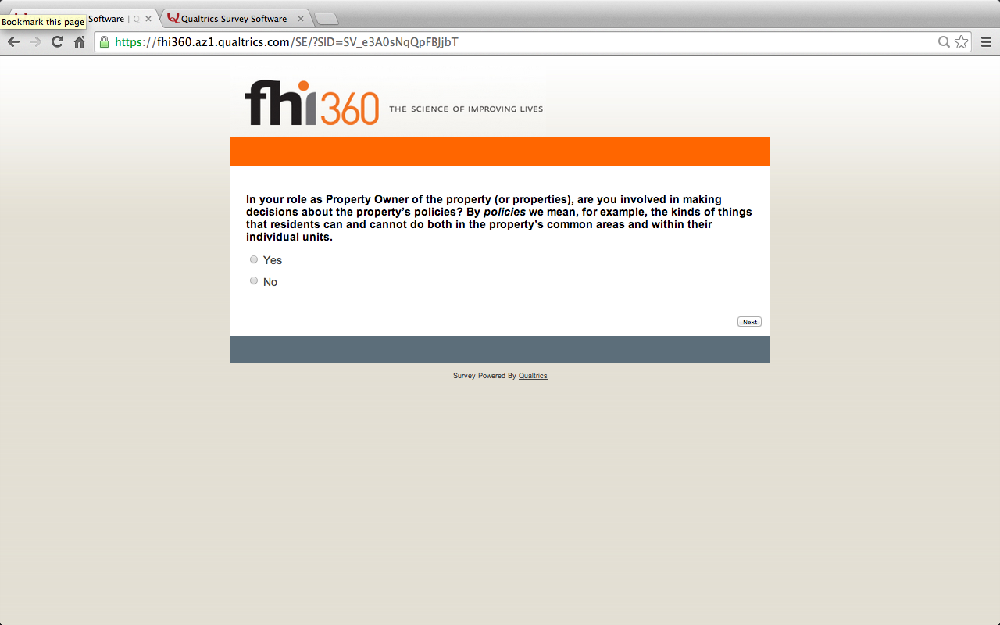 Bookmark this page
Software | Q
Qualtrics Survey Software
https://fhi360.az1.qualtrics.com/SE/?SID=SV_e3A0sNqQpFBJjbT
fhi360 THE SCIENCE OF IMPROVING LIVES
In your role as Property Owner of the property (or properties), are you involved in making
decisions about the property’s policies? By policies we mean, for example, the kinds of things
that residents can and cannot do both in the property’s common areas and within their
individual units.
Yes
No
Next
Survey Powered By Qualtrics